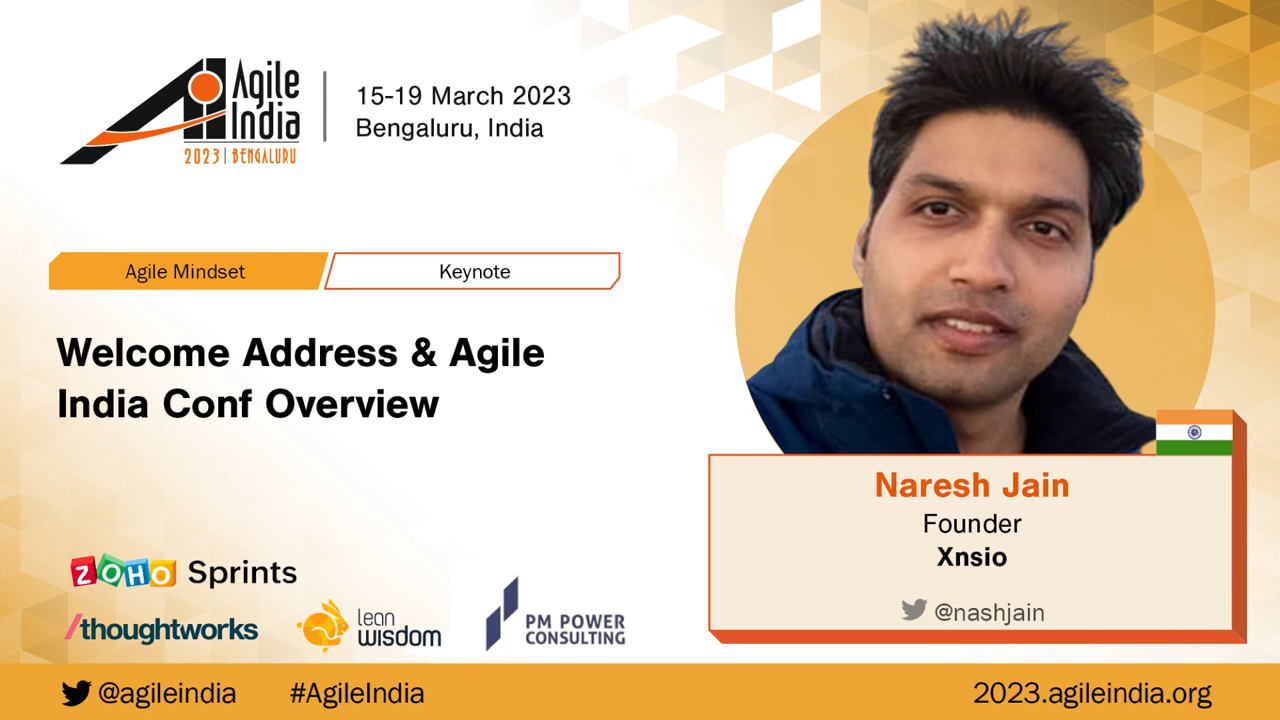 Agile
India
2023 | BENGALURU
15-19 March 2023
Bengaluru, India
Agile Mindset
Keynote
Welcome Address & Agile
India Conf Overview
Naresh Jain
Founder
Xnsio
@nashjain
ZOHO Sprints
/thoughtworks
lean
wisdom
PM POWER
CONSULTING
@agileindia
#AgileIndia
2023.agileindia.org